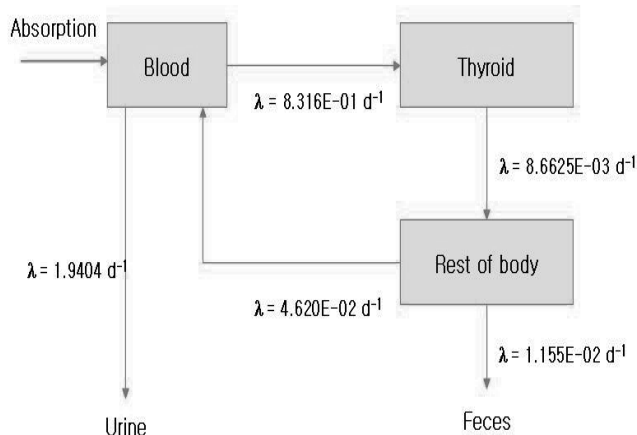 Absorption
Blood
Thyroid
λ = 8.316E-01 d⁻¹
λ = 8.6625E-03 d⁻¹
λ = 1.9404 d⁻¹
Rest of body
λ = 4.620E-02 d⁻¹
λ = 1.155E-02 d⁻¹
Urine
Feces